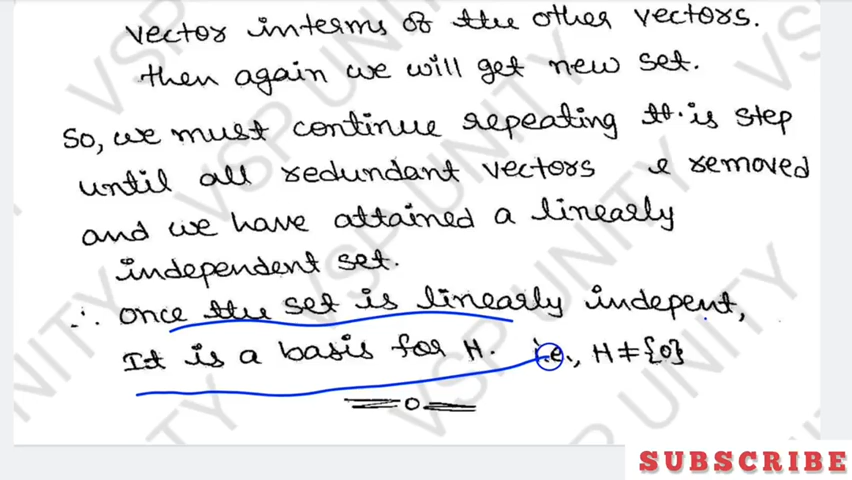 vector interms of the other vectors.
then again we will get new set.
so, we must continue repeating this step
until all redundant vectors e removed
and we have attained a linearly
independent set.
∴ once the set is linearly indepent,
It is a basis for H. i.e., H≠{0}
SUBSCRIBE
VSP UNITY